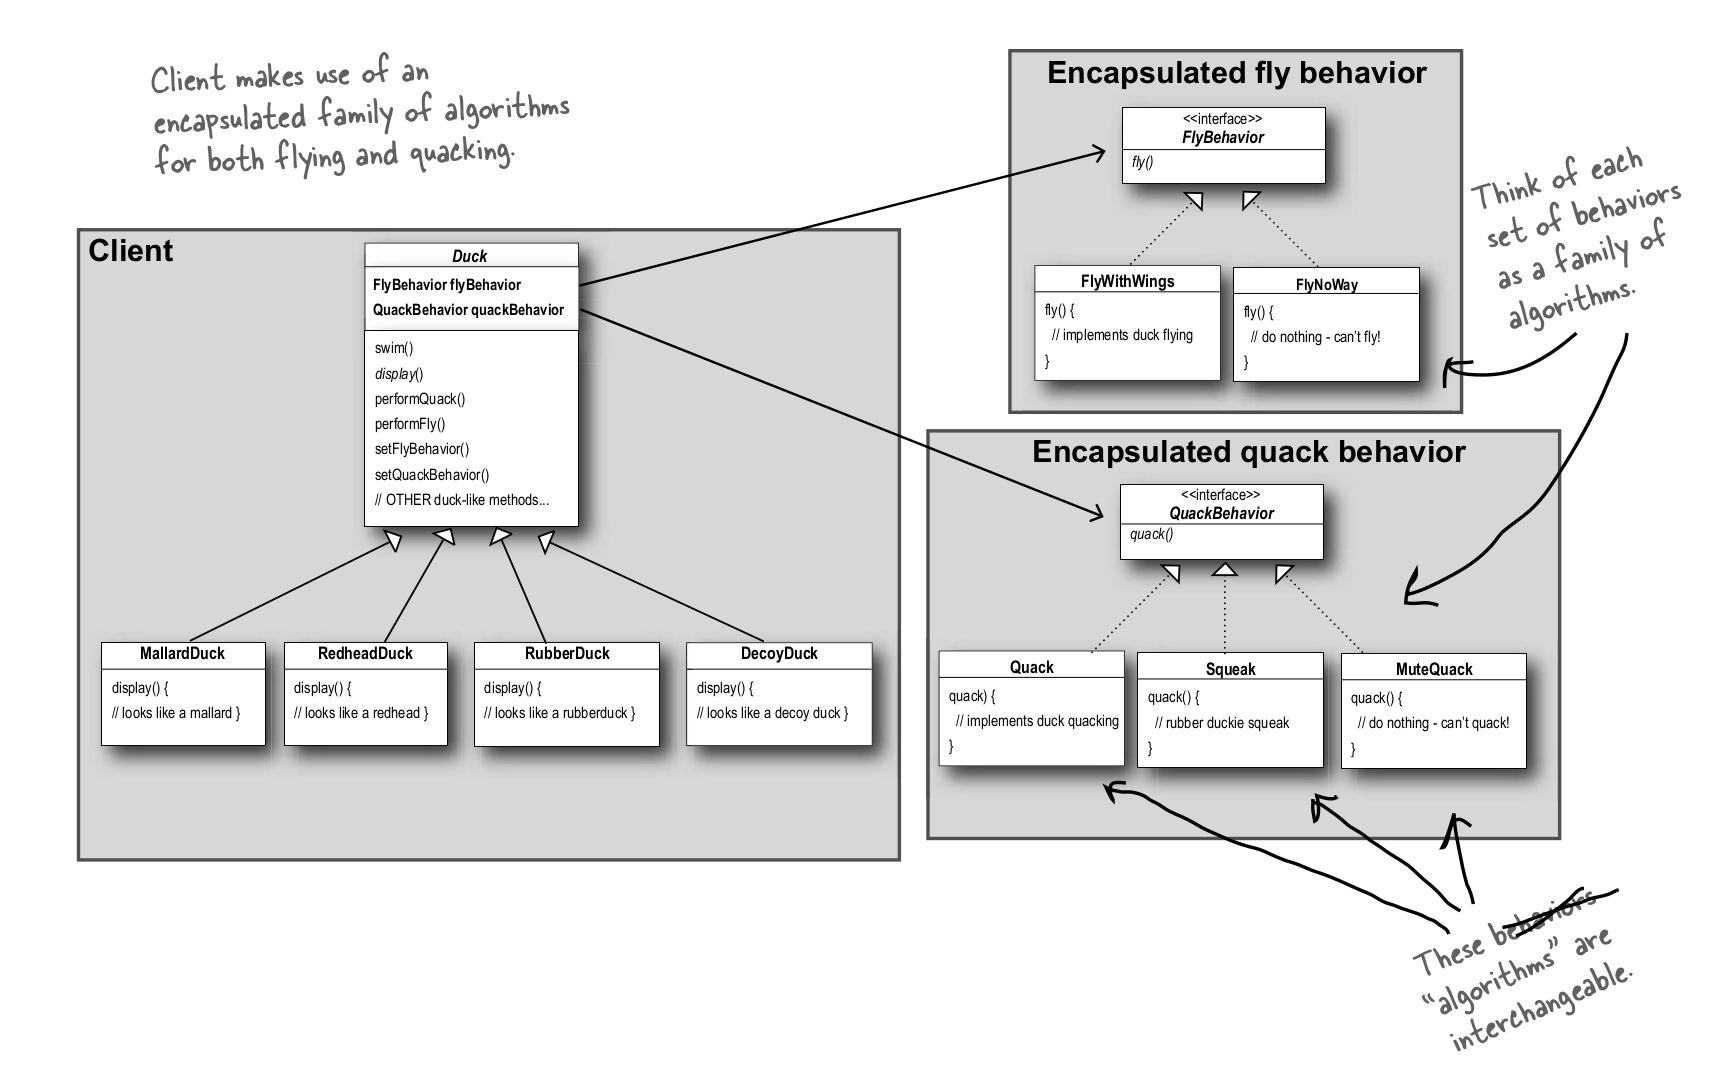 Client makes use of an
encapsulated family of algorithms
for both flying and quacking.
Client
Duck
FlyBehavior flyBehavior
QuackBehavior quackBehavior
swim()
display()
performQuack()
performFly()
setFlyBehavior()
setQuackBehavior()
// OTHER duck-like methods...
MallardDuck
display() {
// looks like a mallard }
RedheadDuck
display() {
// looks like a redhead }
RubberDuck
display() {
// looks like a rubberduck }
DecoyDuck
display() {
// looks like a decoy duck }
Encapsulated fly behavior
<<interface>>
FlyBehavior
fly()
FlyWithWings
fly() {
// implements duck flying
}
FlyNoWay
fly() {
// do nothing - can't fly!
}
Think of each
set of behaviors
as a family of
algorithms.
Encapsulated quack behavior
<<interface>>
QuackBehavior
quack()
Quack
quack) {
// implements duck quacking
}
Squeak
quack() {
// rubber duckie squeak
}
MuteQuack
quack() {
// do nothing - can't quack!
}
These behaviors
“algorithms” are
interchangeable.